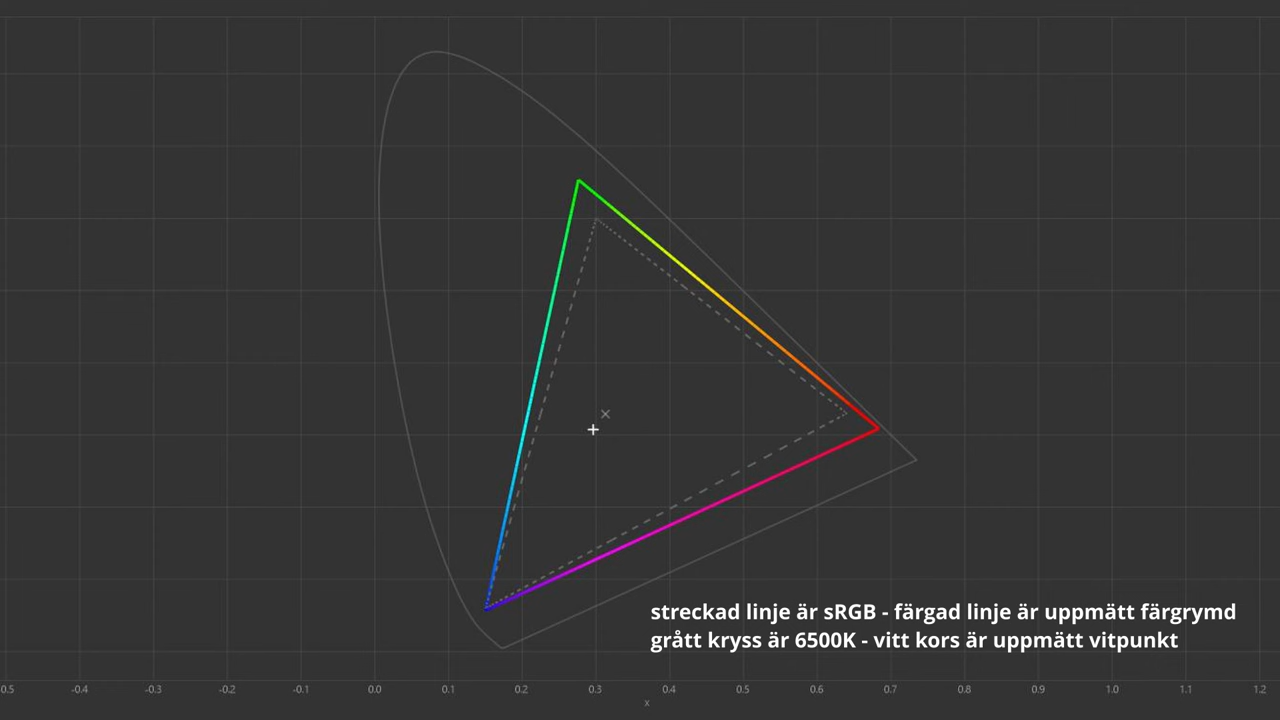 streckad linje är sRGB - färgad linje är uppmätt färgrymd
grått kryss är 6500K - vitt kors är uppmätt vitpunkt
0.5 -0.4 -0.3 -0.2 -0.1 0.0 0.1 0.2 0.3 0.4 0.5 0.6 0.7 0.8 0.9 1.0 1.1 1.2
x